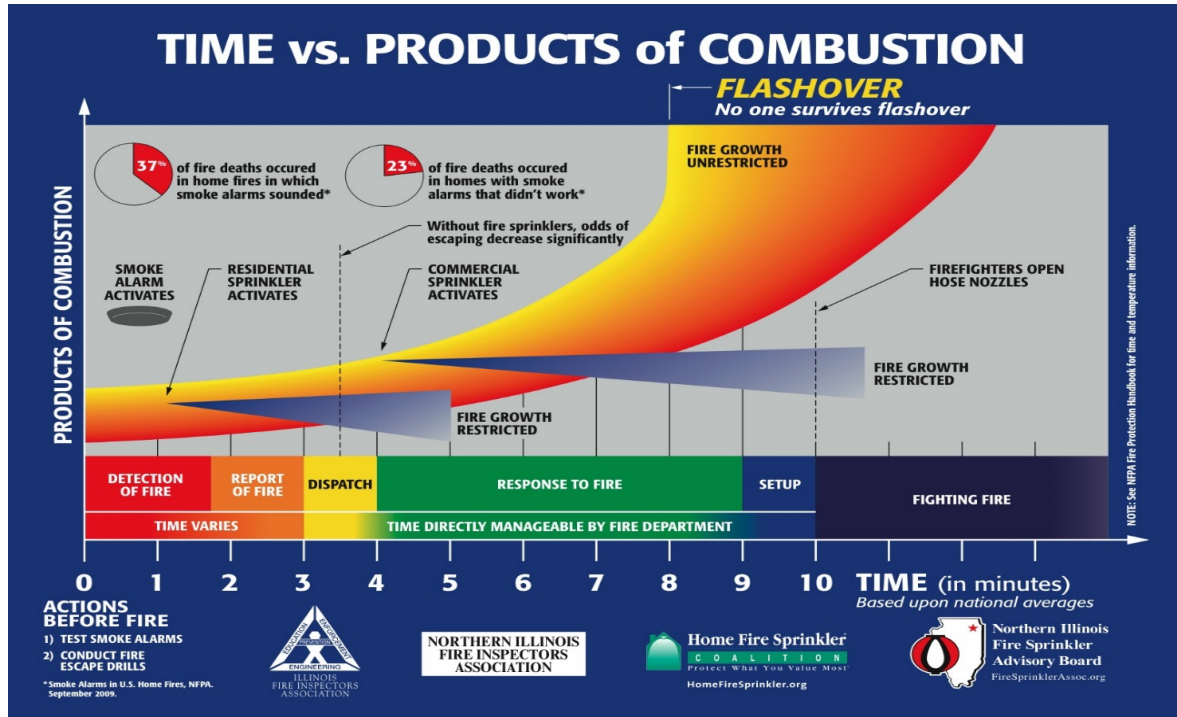 TIME vs. PRODUCTS of COMBUSTION
FLASHOVER
No one survives flashover
37%
of fire deaths occured
in home fires in which
smoke alarms sounded*
23%
of fire deaths occured
in homes with smoke
alarms that didn't work*
FIRE GROWTH
UNRESTRICTED
Without fire sprinklers, odds of
escaping decrease significantly
SMOKE
ALARM
ACTIVATES
RESIDENTIAL
SPRINKLER
ACTIVATES
COMMERCIAL
SPRINKLER
ACTIVATES
FIREFIGHTERS OPEN
HOSE NOZZLES
FIRE GROWTH
RESTRICTED
FIRE GROWTH
RESTRICTED
PRODUCTS OF COMBUSTION
NOTE: See NFPA Fire Protection Handbook for time and temperature information.
DETECTION
OF FIRE
REPORT
OF FIRE
DISPATCH
RESPONSE TO FIRE
SETUP
FIGHTING FIRE
TIME VARIES
TIME DIRECTLY MANAGEABLE BY FIRE DEPARTMENT
0 1 2 3 4 5 6 7 8 9 10 TIME (in minutes)
Based upon national averages
ACTIONS
BEFORE FIRE
1) TEST SMOKE ALARMS
2) CONDUCT FIRE
ESCAPE DRILLS
*Smoke Alarms in U.S. Home Fires, NFPA.
September 2009.
EDUCATION
ENFORCEMENT
PREVENTION
ENGINEERING
ILLINOIS
FIRE INSPECTORS
ASSOCIATION
NORTHERN ILLINOIS
FIRE INSPECTORS
ASSOCIATION
Home Fire Sprinkler
COALITION
Protect What You Value Most
HomeFireSprinkler.org
Northern Illinois
Fire Sprinkler
Advisory Board
FireSprinklerAssoc.org